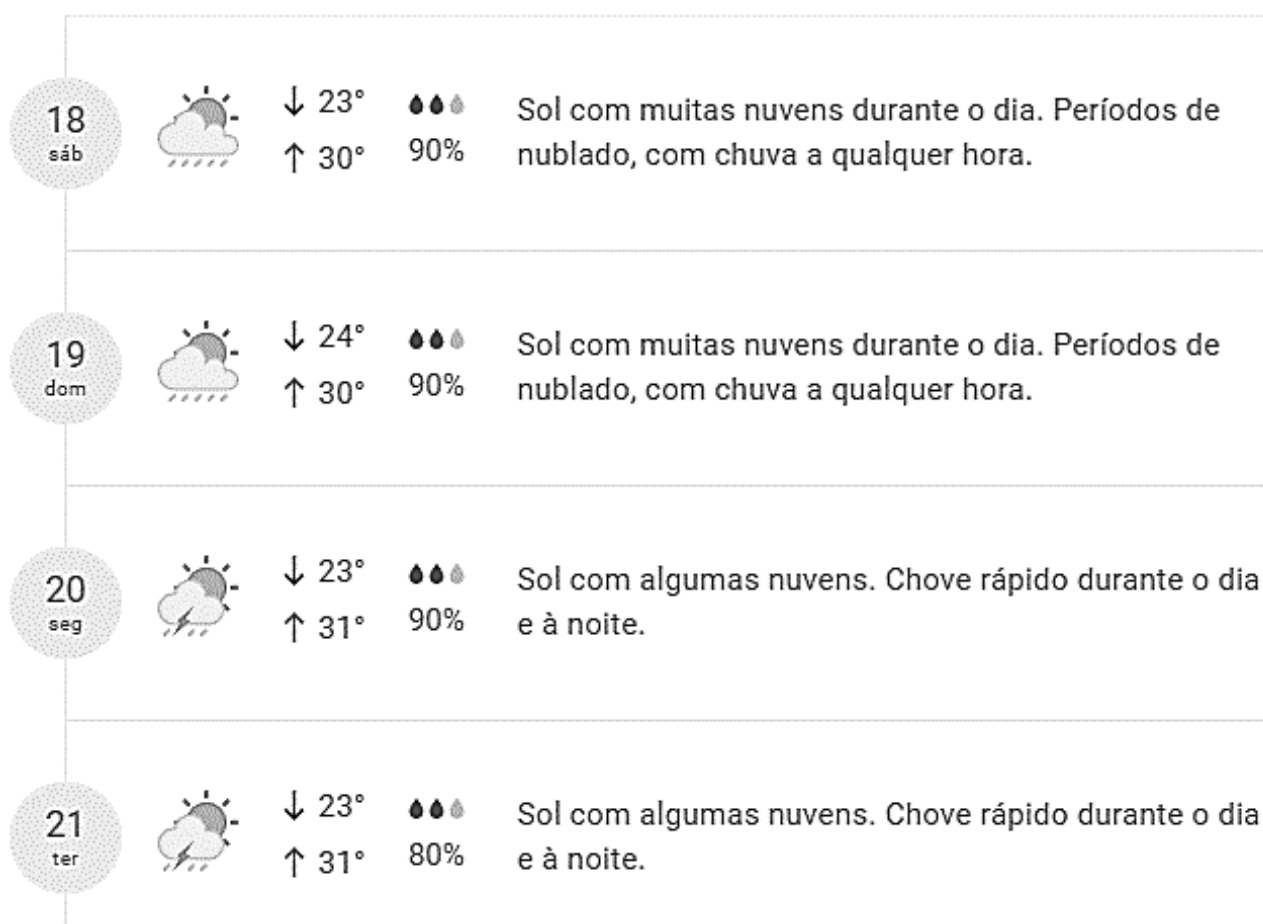 18
sáb
↓ 23°
↑ 30°
90%
Sol com muitas nuvens durante o dia. Períodos de
nublado, com chuva a qualquer hora.
19
dom
↓ 24°
↑ 30°
90%
Sol com muitas nuvens durante o dia. Períodos de
nublado, com chuva a qualquer hora.
20
seg
↓ 23°
↑ 31°
90%
Sol com algumas nuvens. Chove rápido durante o dia
e à noite.
21
ter
↓ 23°
↑ 31°
80%
Sol com algumas nuvens. Chove rápido durante o dia
e à noite.